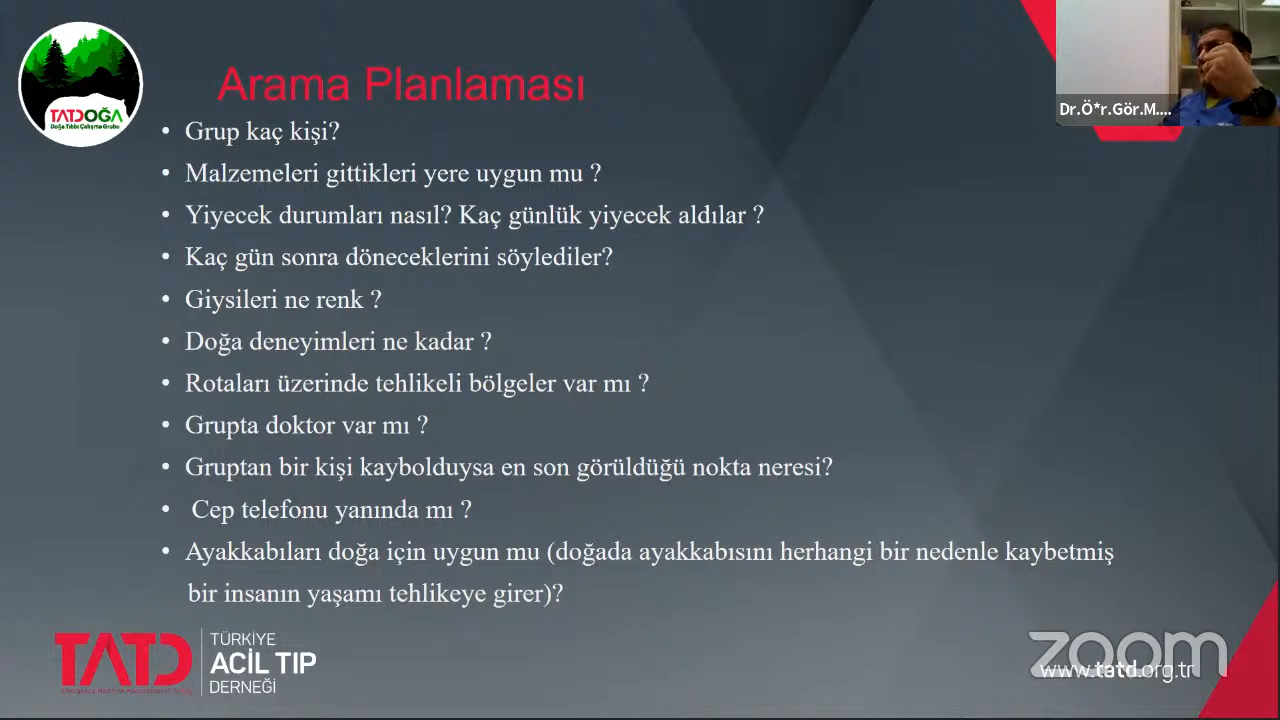 TATDOĞA
Doğa Tıbbı Çalışma Grubu
Arama Planlaması
Dr.Ö*r.Gör.M....
• Grup kaç kişi?
• Malzemeleri gittikleri yere uygun mu ?
• Yiyecek durumları nasıl? Kaç günlük yiyecek aldılar ?
• Kaç gün sonra döneceklerini söylediler?
• Giysileri ne renk ?
• Doğa deneyimleri ne kadar ?
• Rotaları üzerinde tehlikeli bölgeler var mı ?
• Grupta doktor var mı ?
• Gruptan bir kişi kaybolduysa en son görüldüğü nokta neresi?
• Cep telefonu yanında mı ?
• Ayakkabıları doğa için uygun mu (doğada ayakkabısını herhangi bir nedenle kaybetmiş
bir insanın yaşamı tehlikeye girer)?
TATD
TÜRKİYE
ACİL TIP
DERNEĞİ
zoom
www.tatd.org.tr